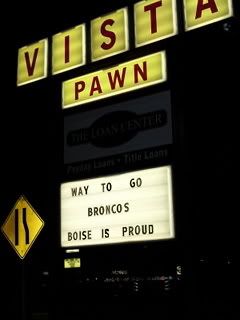 VISTA
PAWN
THE LOAN CENTER
Payday Loans • Title Loans
WAY TO GO
BRONCOS
BOISE IS PROUD